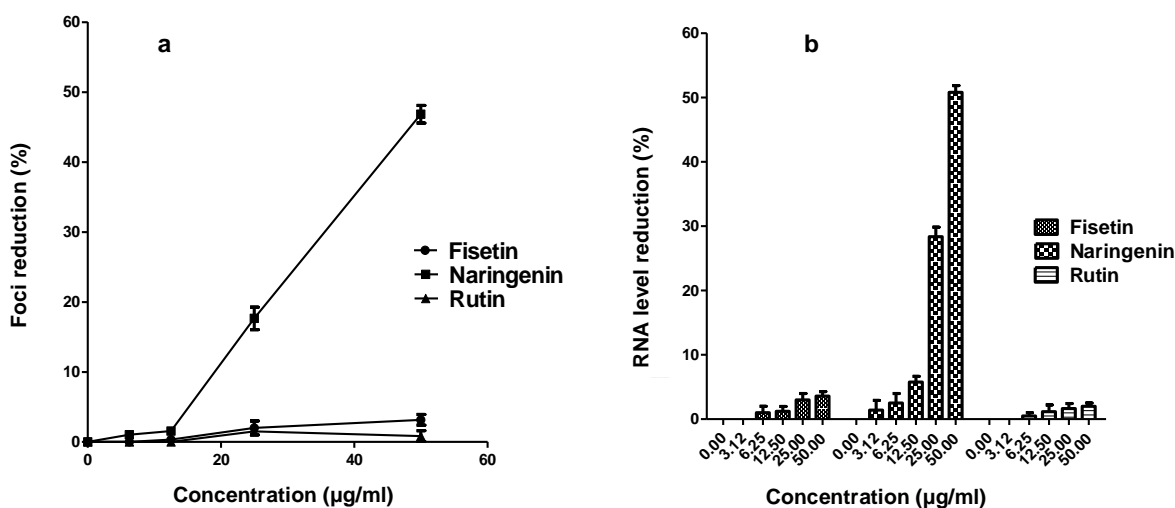 a
60
50
40
30
20
10
0
Foci reduction (%)
0 20 40 60
Concentration (µg/ml)
Fisetin
Naringenin
Rutin
b
60
50
40
30
20
10
0
RNA level reduction (%)
0.00 3.12 6.25 12.50 25.00 50.00 0.00 3.12 6.25 12.50 25.00 50.00 0.00 3.12 6.25 12.50 25.00 50.00
Concentration (µg/ml)
Fisetin
Naringenin
Rutin